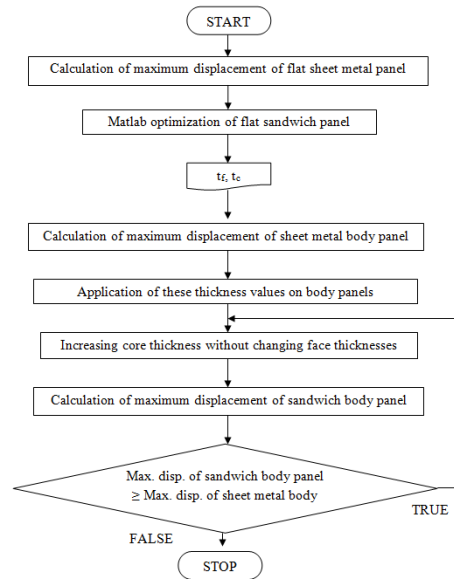 START
Calculation of maximum displacement of flat sheet metal panel
Matlab optimization of flat sandwich panel
tf, tc
Calculation of maximum displacement of sheet metal body panel
Application of these thickness values on body panels
Increasing core thickness without changing face thicknesses
Calculation of maximum displacement of sandwich body panel
Max. disp. of sandwich body panel
≥ Max. disp. of sheet metal body
TRUE
FALSE
STOP